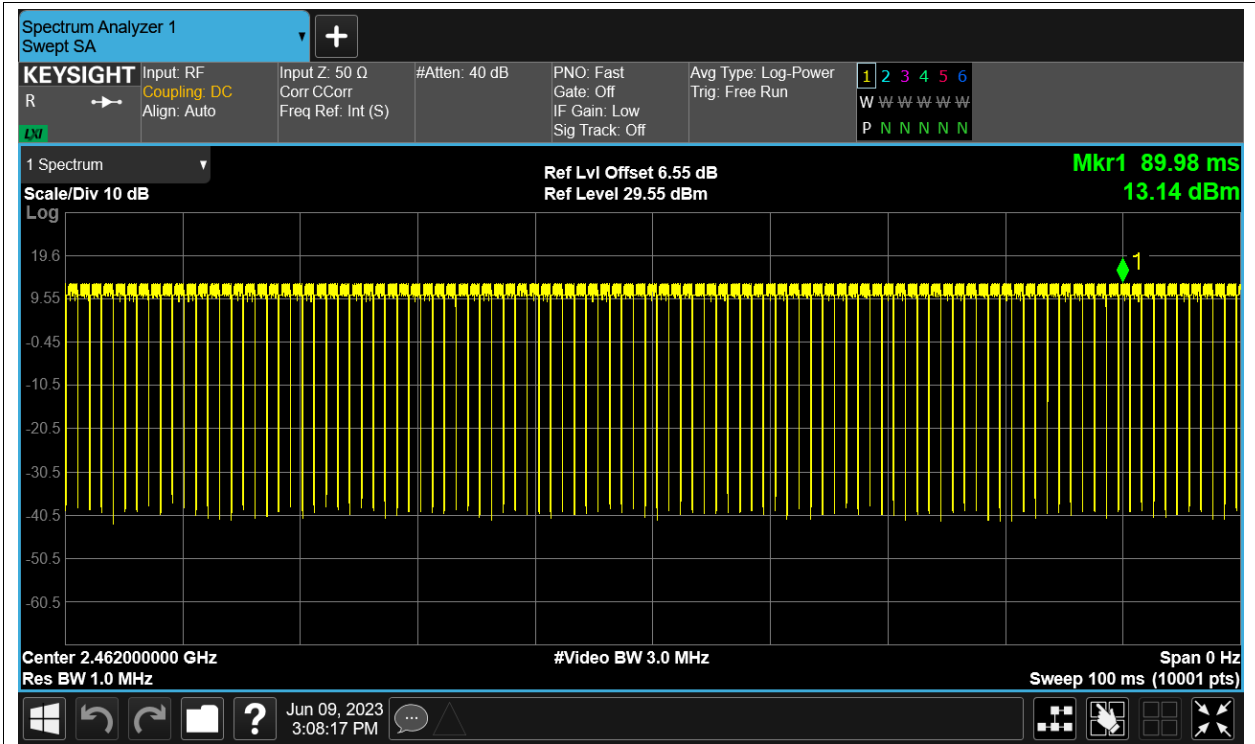 Spectrum Analyzer 1
Swept SA
KEYSIGHT
R
LXI
Input: RF
Coupling: DC
Align: Auto
Input Z: 50 Ω
Corr CCorr
Freq Ref: Int (S)
#Atten: 40 dB
PNO: Fast
Gate: Off
IF Gain: Low
Sig Track: Off
Avg Type: Log-Power
Trig: Free Run
1 2 3 4 5 6
W W W W W W
P N N N N N
1 Spectrum
Scale/Div 10 dB
Ref Lvl Offset 6.55 dB
Ref Level 29.55 dBm
Mkr1 89.98 ms
13.14 dBm
Log
1
19.6
9.55
-0.45
-10.5
-20.5
-30.5
-40.5
-50.5
-60.5
Center 2.462000000 GHz
Res BW 1.0 MHz
#Video BW 3.0 MHz
Span 0 Hz
Sweep 100 ms (10001 pts)
?
Jun 09, 2023
3:08:17 PM